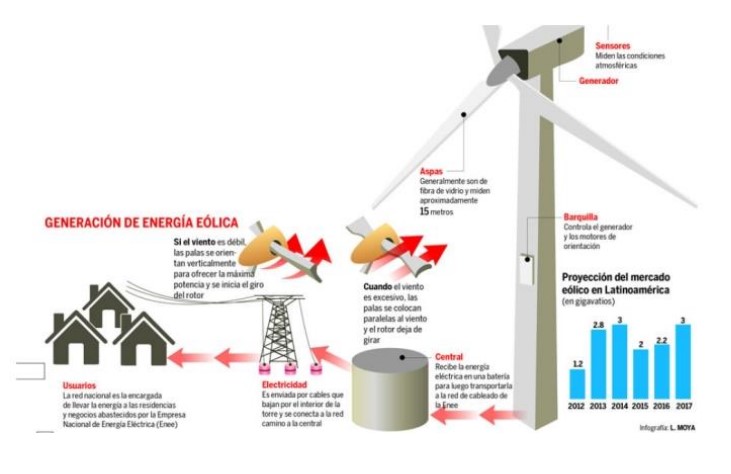 Sensores
Miden las condiciones
atmosféricas
Generador
Aspas
Generalmente son de
fibra de vidrio y miden
aproximadamente
15 metros
GENERACIÓN DE ENERGÍA EÓLICA
Si el viento es débil,
las palas se orien-
tan verticalmente
para ofrecer la máxima
potencia y se inicia el giro
del rotor
Cuando el viento
es excesivo, las
palas se colocan
paralelas al viento
y el rotor deja de
girar
Barquilla
Controla el generador
y los motores de
orientación
Proyección del mercado
eólico en Latinoamérica
(en gigavatios)
1.2
2.8
3
2
2.2
3
2012 2013 2014 2015 2016 2017
Usuarios
La red nacional es la encargada
de llevar la energía a las residencias
y negocios abastecidos por la Empresa
Nacional de Energía Eléctrica (Enee)
Electricidad
Es enviada por cables que
bajan por el interior de la
torre y se conecta a la red
camino a la central
Central
Recibe la energía
eléctrica en una batería
para luego transportarla
a la red de cableado de
la Enee
Infografía: L. MOYA